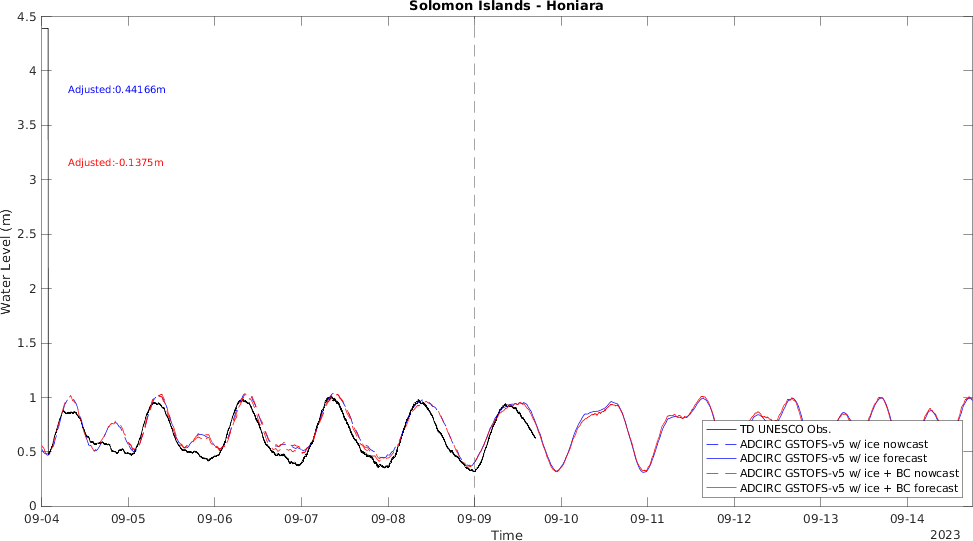 Solomon Islands - Honiara
4.5
4
3.5
3
2.5
2
1.5
1
0.5
0
Water Level (m)
Adjusted:0.44166m
Adjusted:-0.1375m
TD UNESCO Obs.
ADCIRC GSTOFS-v5 w/ ice nowcast
ADCIRC GSTOFS-v5 w/ ice forecast
ADCIRC GSTOFS-v5 w/ ice + BC nowcast
ADCIRC GSTOFS-v5 w/ ice + BC forecast
09-04 09-05 09-06 09-07 09-08 09-09 09-10 09-11 09-12 09-13 09-14
Time
2023